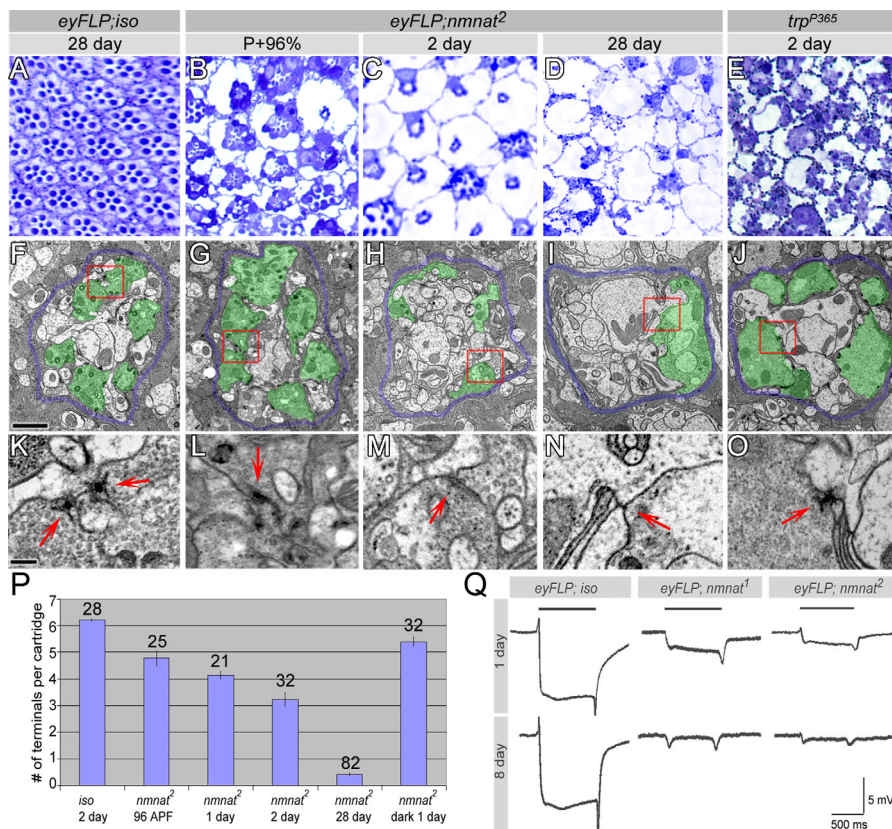 eyFLP;iso eyFLP;nmnat² trpᴾ³⁶⁵
28 day P+96% 2 day 28 day 2 day
A B C D E
F G H I J
K L M N O
P
# of terminals per cartridge
7
6
5
4
3
2
1
0
28 25 21 32 82 32
iso nmnat² nmnat² nmnat² nmnat² nmnat²
2 day 96 APF 1 day 2 day 28 day dark 1 day
Q
eyFLP; iso eyFLP; nmnat¹ eyFLP; nmnat²
1 day
8 day
5 mV
500 ms